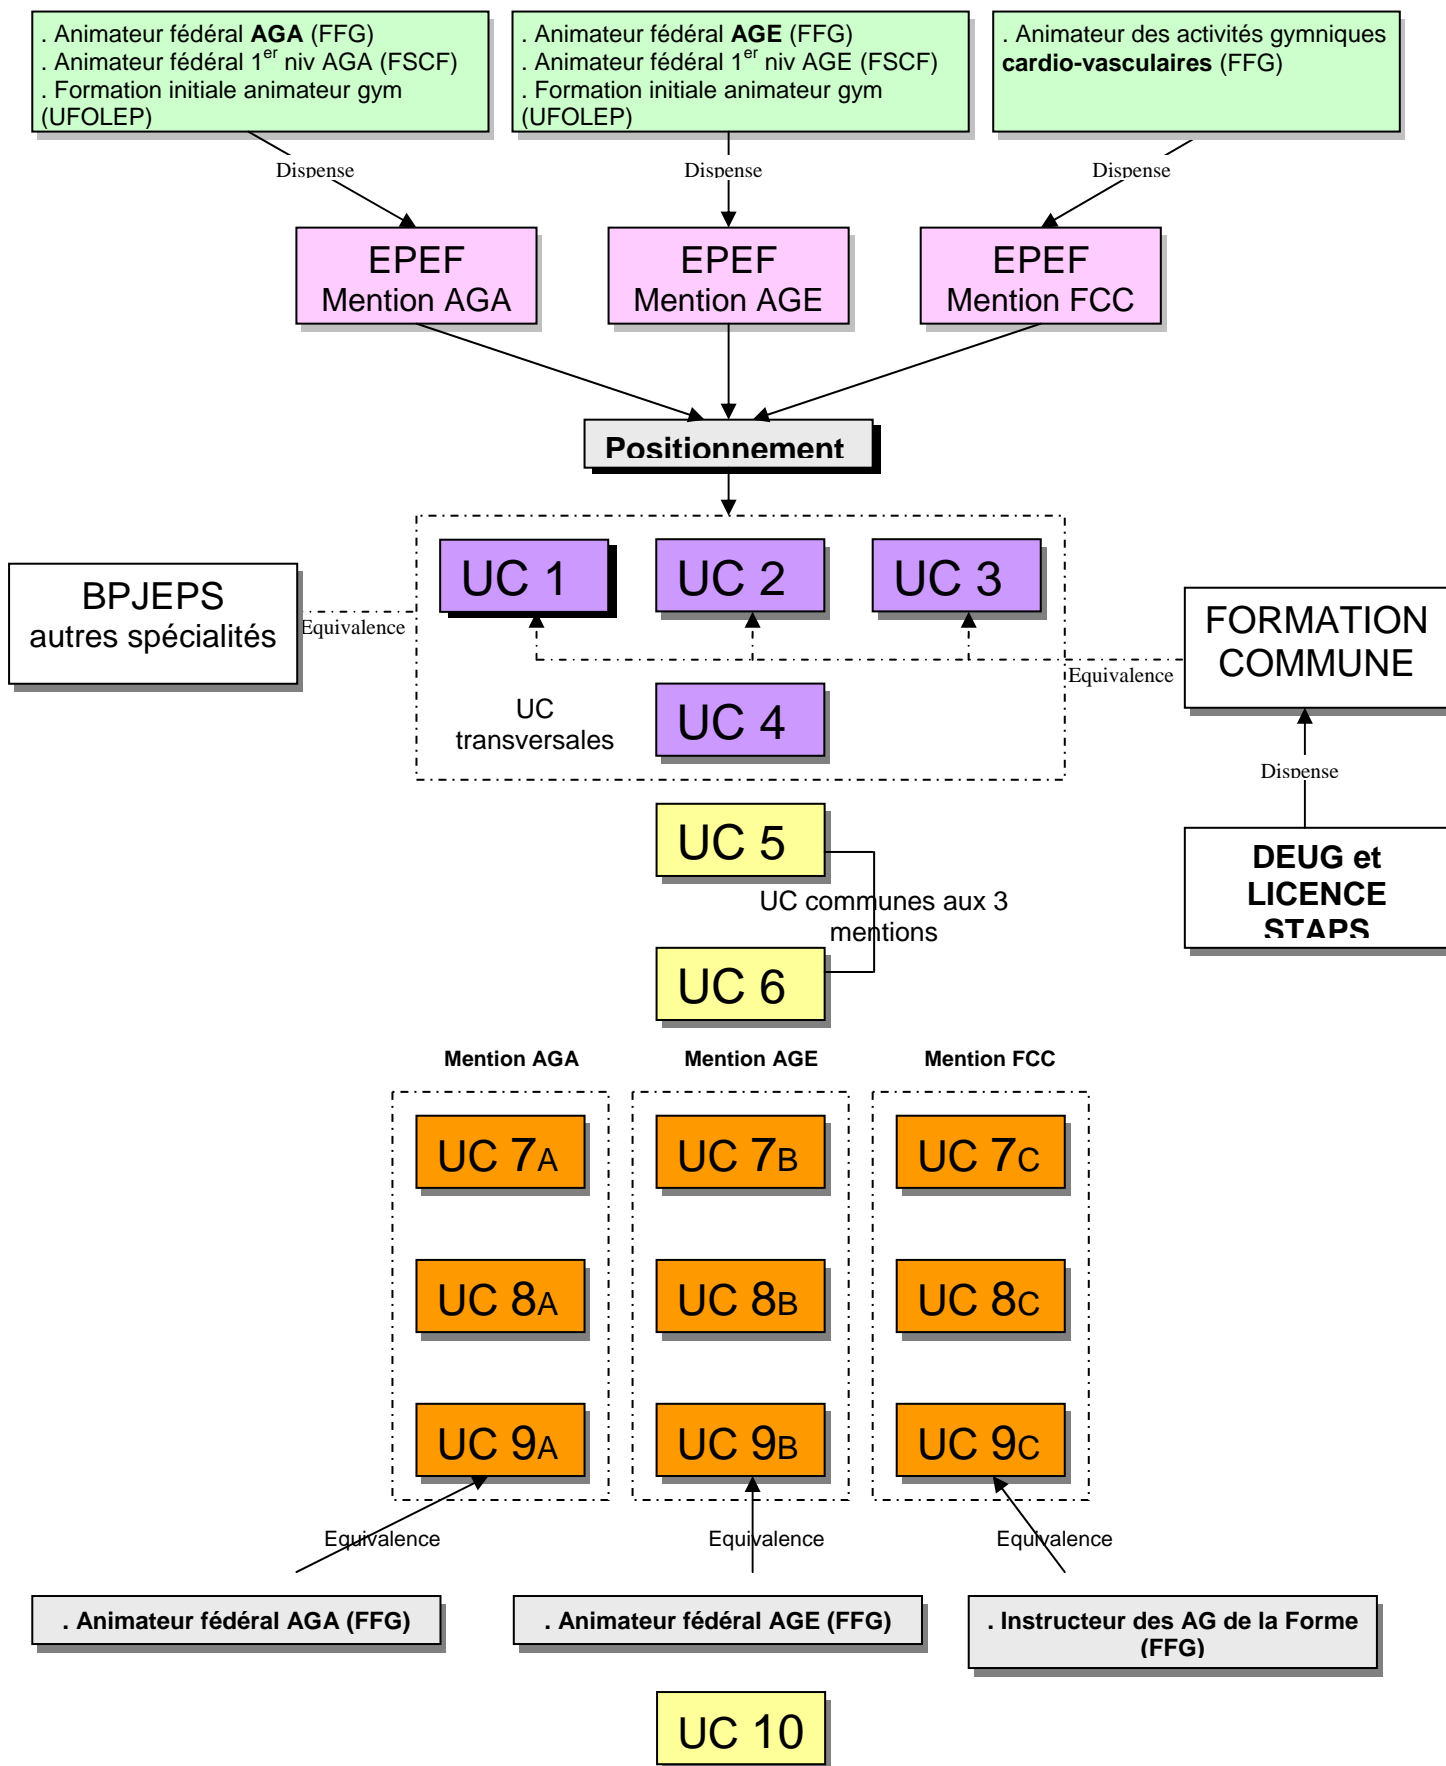 . Animateur fédéral AGA (FFG)
. Animateur fédéral 1er niv AGA (FSCF)
. Formation initiale animateur gym
(UFOLEP)
. Animateur fédéral AGE (FFG)
. Animateur fédéral 1er niv AGE (FSCF)
. Formation initiale animateur gym
(UFOLEP)
. Animateur des activités gymniques
cardio-vasculaires (FFG)
Dispense
Dispense
Dispense
EPEF
Mention AGA
EPEF
Mention AGE
EPEF
Mention FCC
Positionnement
UC 1
UC 2
UC 3
BPJEPS
autres spécialités
Equivalence
FORMATION
COMMUNE
Equivalence
UC
transversales
UC 4
Dispense
UC 5
DEUG et
LICENCE
STAPS
UC communes aux 3
mentions
UC 6
Mention AGA
Mention AGE
Mention FCC
UC 7A
UC 7B
UC 7C
UC 8A
UC 8B
UC 8C
UC 9A
UC 9B
UC 9C
Equivalence
Equivalence
Equivalence
. Animateur fédéral AGA (FFG)
. Animateur fédéral AGE (FFG)
. Instructeur des AG de la Forme
(FFG)
UC 10